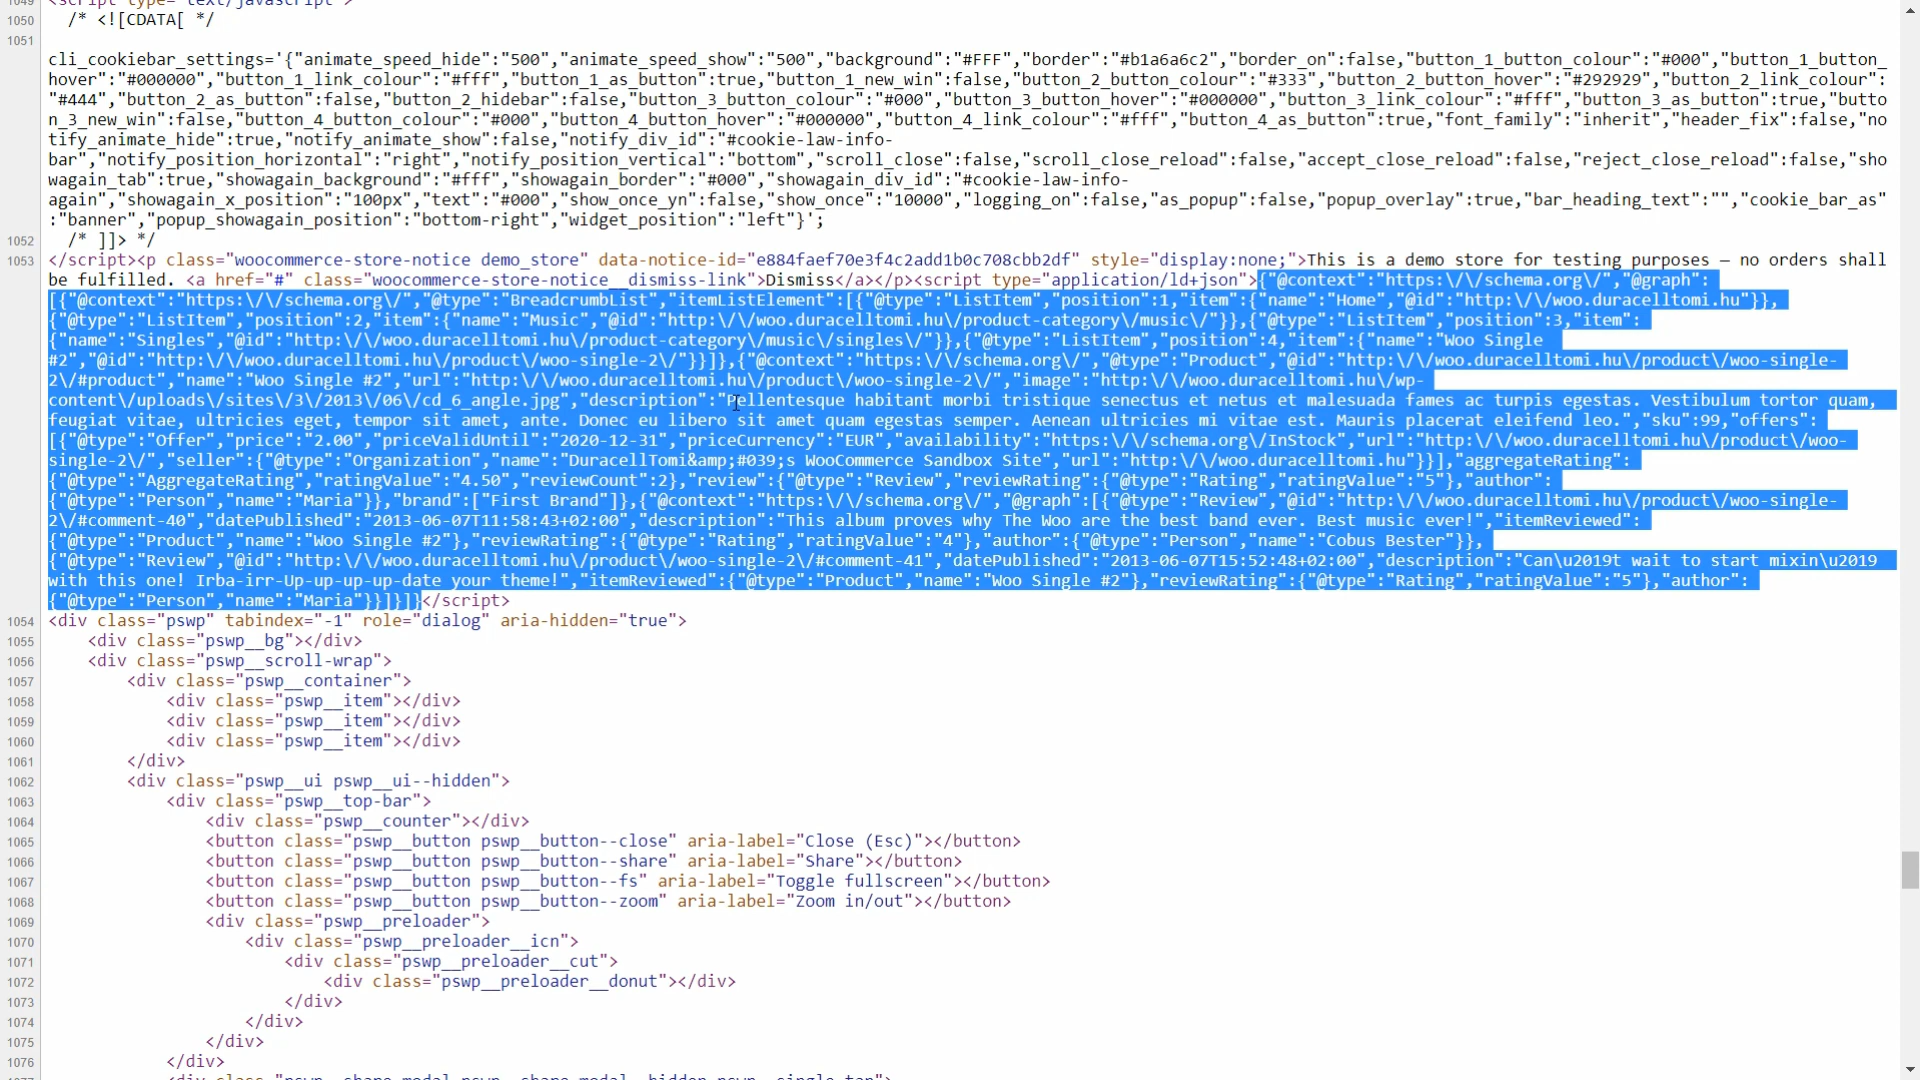 1049 <script type="text/javascript">
1050 /* <![CDATA[ */
1051
cli_cookiebar_settings='{"animate_speed_hide":"500","animate_speed_show":"500","background":"#FFF","border":"#b1a6a6c2","border_on":false,"button_1_button_colour":"#000","button_1_button_
hover":"#000000","button_1_link_colour":"#fff","button_1_as_button":true,"button_1_new_win":false,"button_2_button_colour":"#333","button_2_button_hover":"#292929","button_2_link_colour":
"#444","button_2_as_button":false,"button_2_hidebar":false,"button_3_button_colour":"#000","button_3_button_hover":"#000000","button_3_link_colour":"#fff","button_3_as_button":true,"butto
n_3_new_win":false,"button_4_button_colour":"#000","button_4_button_hover":"#000000","button_4_link_colour":"#fff","button_4_as_button":true,"font_family":"inherit","header_fix":false,"no
tify_animate_hide":true,"notify_animate_show":false,"notify_div_id":"#cookie-law-info-
bar","notify_position_horizontal":"right","notify_position_vertical":"bottom","scroll_close":false,"scroll_close_reload":false,"accept_close_reload":false,"reject_close_reload":false,"sho
wagain_tab":true,"showagain_background":"#fff","showagain_border":"#000","showagain_div_id":"#cookie-law-info-
again","showagain_x_position":"100px","text":"#000","show_once_yn":false,"show_once":"10000","logging_on":false,"as_popup":false,"popup_overlay":true,"bar_heading_text":"","cookie_bar_as"
:"banner","popup_showagain_position":"bottom-right","widget_position":"left"}';
1052 /* ]]> */
1053 </script><p class="woocommerce-store-notice demo_store" data-notice-id="e884faef70e3f4c2add1b0c708cbb2df" style="display:none;">This is a demo store for testing purposes — no orders shall
be fulfilled. <a href="#" class="woocommerce-store-notice__dismiss-link">Dismiss</a></p><script type="application/ld+json">{"@context":"https:\/\/schema.org\/","@graph":
[{"@context":"https:\/\/schema.org\/","@type":"BreadcrumbList","itemListElement":[{"@type":"ListItem","position":1,"item":{"name":"Home","@id":"http:\/\/woo.duracelltomi.hu"}},
{"@type":"ListItem","position":2,"item":{"name":"Music","@id":"http:\/\/woo.duracelltomi.hu\/product-category\/music\/"}},{"@type":"ListItem","position":3,"item":
{"name":"Singles","@id":"http:\/\/woo.duracelltomi.hu\/product-category\/music\/singles\/"}},{"@type":"ListItem","position":4,"item":{"name":"Woo Single
#2","@id":"http:\/\/woo.duracelltomi.hu\/product\/woo-single-2\/"}}]},{"@context":"https:\/\/schema.org\/","@type":"Product","@id":"http:\/\/woo.duracelltomi.hu\/product\/woo-single-
2\/#product","name":"Woo Single #2","url":"http:\/\/woo.duracelltomi.hu\/product\/woo-single-2\/","image":"http:\/\/woo.duracelltomi.hu\/wp-
content\/uploads\/sites\/3\/2013\/06\/cd_6_angle.jpg","description":"Pellentesque habitant morbi tristique senectus et netus et malesuada fames ac turpis egestas. Vestibulum tortor quam,
feugiat vitae, ultricies eget, tempor sit amet, ante. Donec eu libero sit amet quam egestas semper. Aenean ultricies mi vitae est. Mauris placerat eleifend leo.","sku":99,"offers":
[{"@type":"Offer","price":"2.00","priceValidUntil":"2020-12-31","priceCurrency":"EUR","availability":"https:\/\/schema.org\/InStock","url":"http:\/\/woo.duracelltomi.hu\/product\/woo-
single-2\/","seller":{"@type":"Organization","name":"DuracellTomi&amp;#039;s WooCommerce Sandbox Site","url":"http:\/\/woo.duracelltomi.hu"}}],"aggregateRating":
{"@type":"AggregateRating","ratingValue":"4.50","reviewCount":2},"review":{"@type":"Review","reviewRating":{"@type":"Rating","ratingValue":"5"},"author":
{"@type":"Person","name":"Maria"}},"brand":["First Brand"]},{"@context":"https:\/\/schema.org\/","@graph":[{"@type":"Review","@id":"http:\/\/woo.duracelltomi.hu\/product\/woo-single-
2\/#comment-40","datePublished":"2013-06-07T11:58:43+02:00","description":"This album proves why The Woo are the best band ever. Best music ever!","itemReviewed":
{"@type":"Product","name":"Woo Single #2"},"reviewRating":{"@type":"Rating","ratingValue":"4"},"author":{"@type":"Person","name":"Cobus Bester"}},
{"@type":"Review","@id":"http:\/\/woo.duracelltomi.hu\/product\/woo-single-2\/#comment-41","datePublished":"2013-06-07T15:52:48+02:00","description":"Can\u2019t wait to start mixin\u2019
with this one! Irba-irr-Up-up-up-up-date your theme!","itemReviewed":{"@type":"Product","name":"Woo Single #2"},"reviewRating":{"@type":"Rating","ratingValue":"5"},"author":
{"@type":"Person","name":"Maria"}}]}]}</script>
1054 <div class="pswp" tabindex="-1" role="dialog" aria-hidden="true">
1055 <div class="pswp__bg"></div>
1056 <div class="pswp__scroll-wrap">
1057 <div class="pswp__container">
1058 <div class="pswp__item"></div>
1059 <div class="pswp__item"></div>
1060 <div class="pswp__item"></div>
1061 </div>
1062 <div class="pswp__ui pswp__ui--hidden">
1063 <div class="pswp__top-bar">
1064 <div class="pswp__counter"></div>
1065 <button class="pswp__button pswp__button--close" aria-label="Close (Esc)"></button>
1066 <button class="pswp__button pswp__button--share" aria-label="Share"></button>
1067 <button class="pswp__button pswp__button--fs" aria-label="Toggle fullscreen"></button>
1068 <button class="pswp__button pswp__button--zoom" aria-label="Zoom in/out"></button>
1069 <div class="pswp__preloader">
1070 <div class="pswp__preloader__icn">
1071 <div class="pswp__preloader__cut">
1072 <div class="pswp__preloader__donut"></div>
1073 </div>
1074 </div>
1075 </div>
1076 </div>